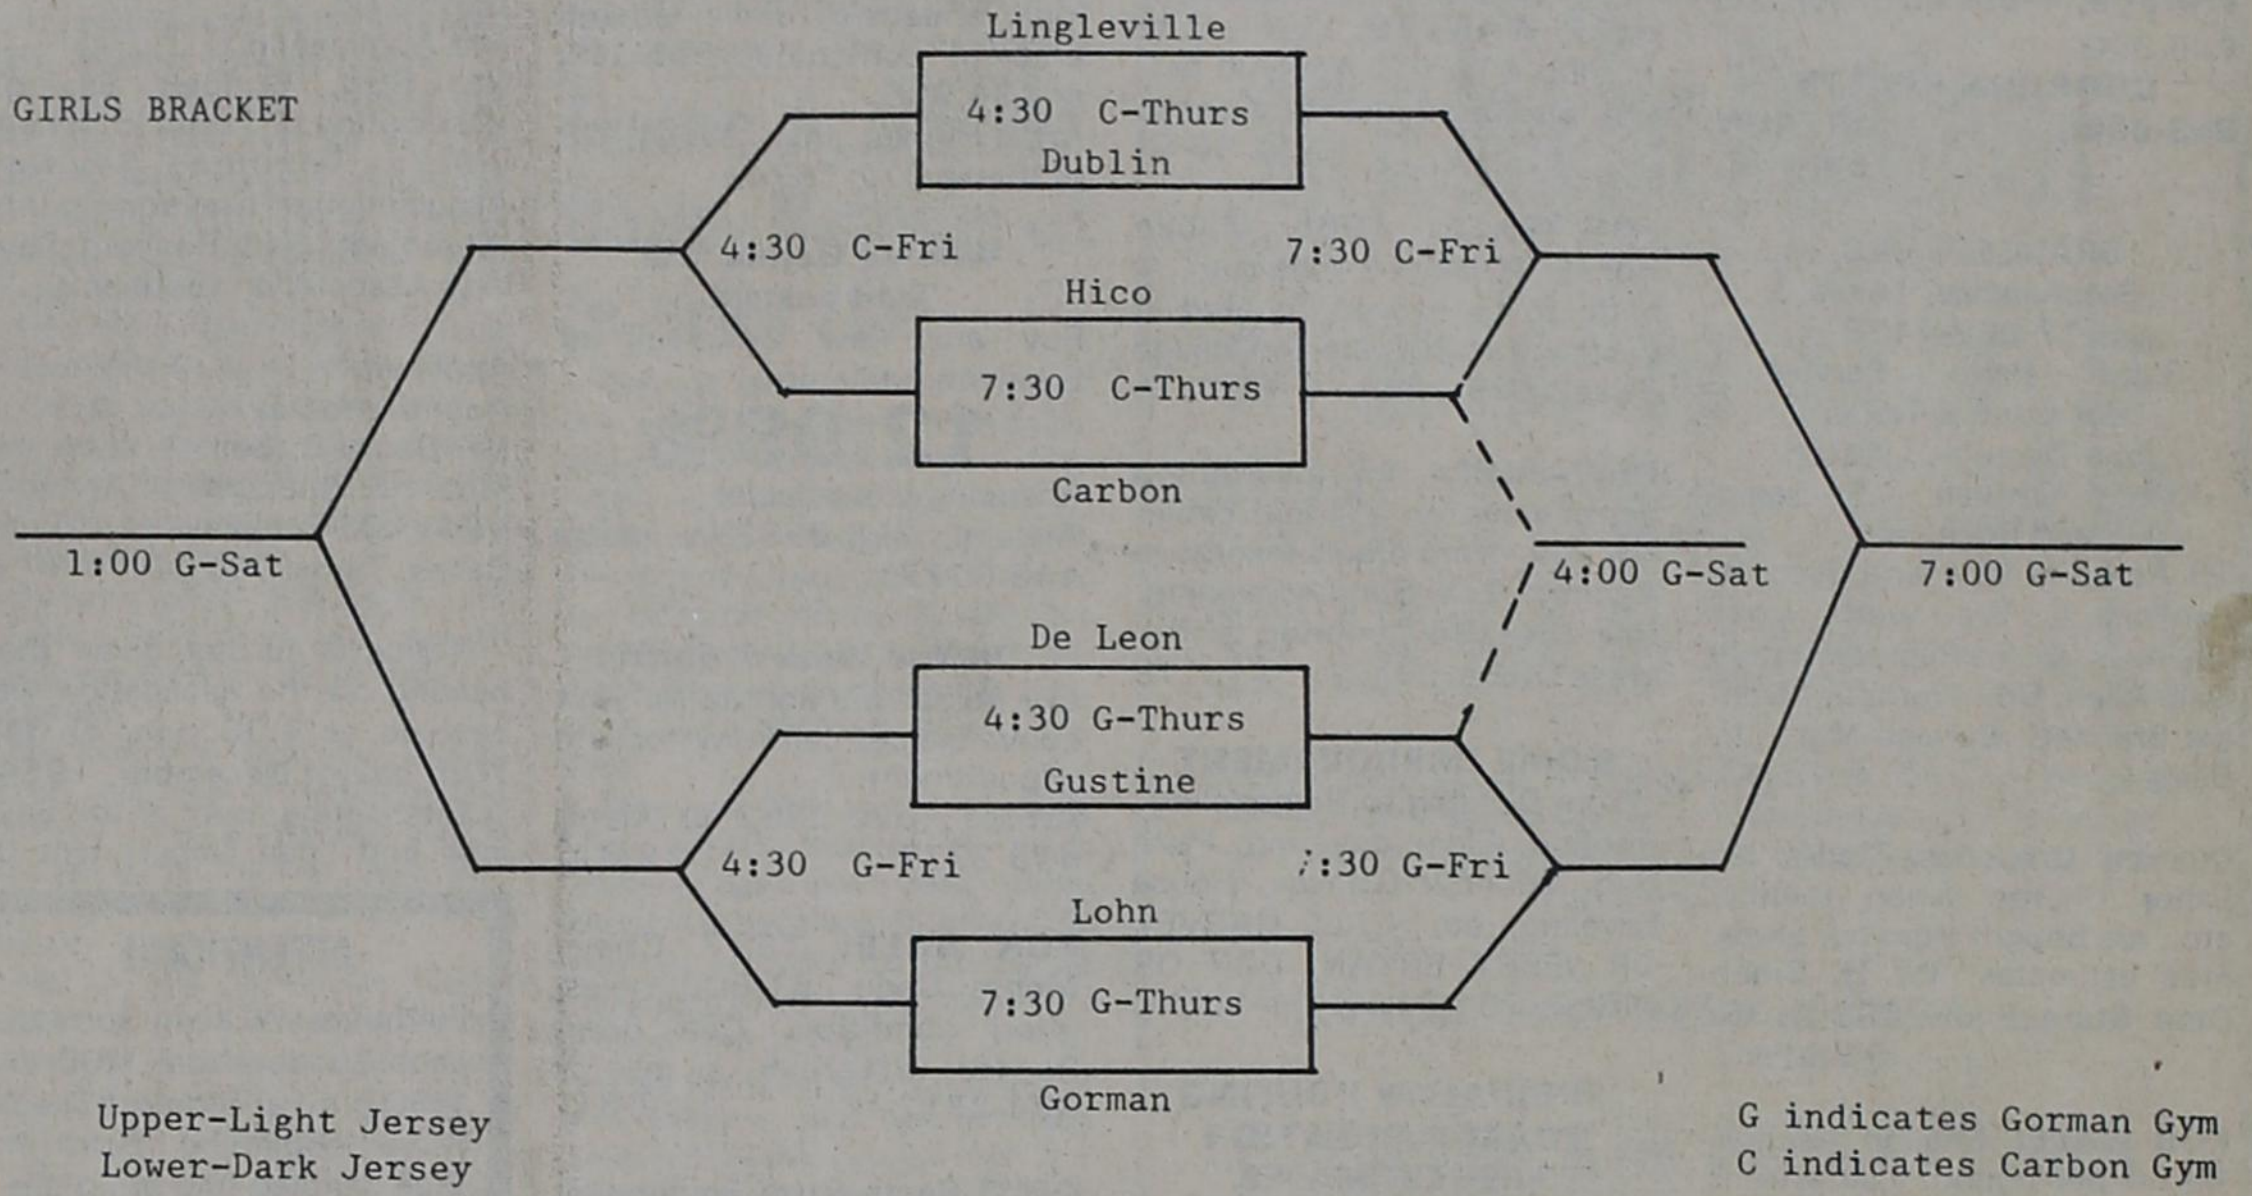 Lingleville
GIRLS BRACKET
4:30 C-Thurs
Dublin
4:30 C-Fri
7:30 C-Fri
Hico
7:30 C-Thurs
Carbon
1:00 G-Sat
4:00 G-Sat
7:00 G-Sat
De Leon
4:30 G-Thurs
Gustine
4:30 G-Fri
:30 G-Fri
Lohn
7:30 G-Thurs
Gorman
Upper-Light Jersey
Lower-Dark Jersey
G indicates Gorman Gym
C indicates Carbon Gym